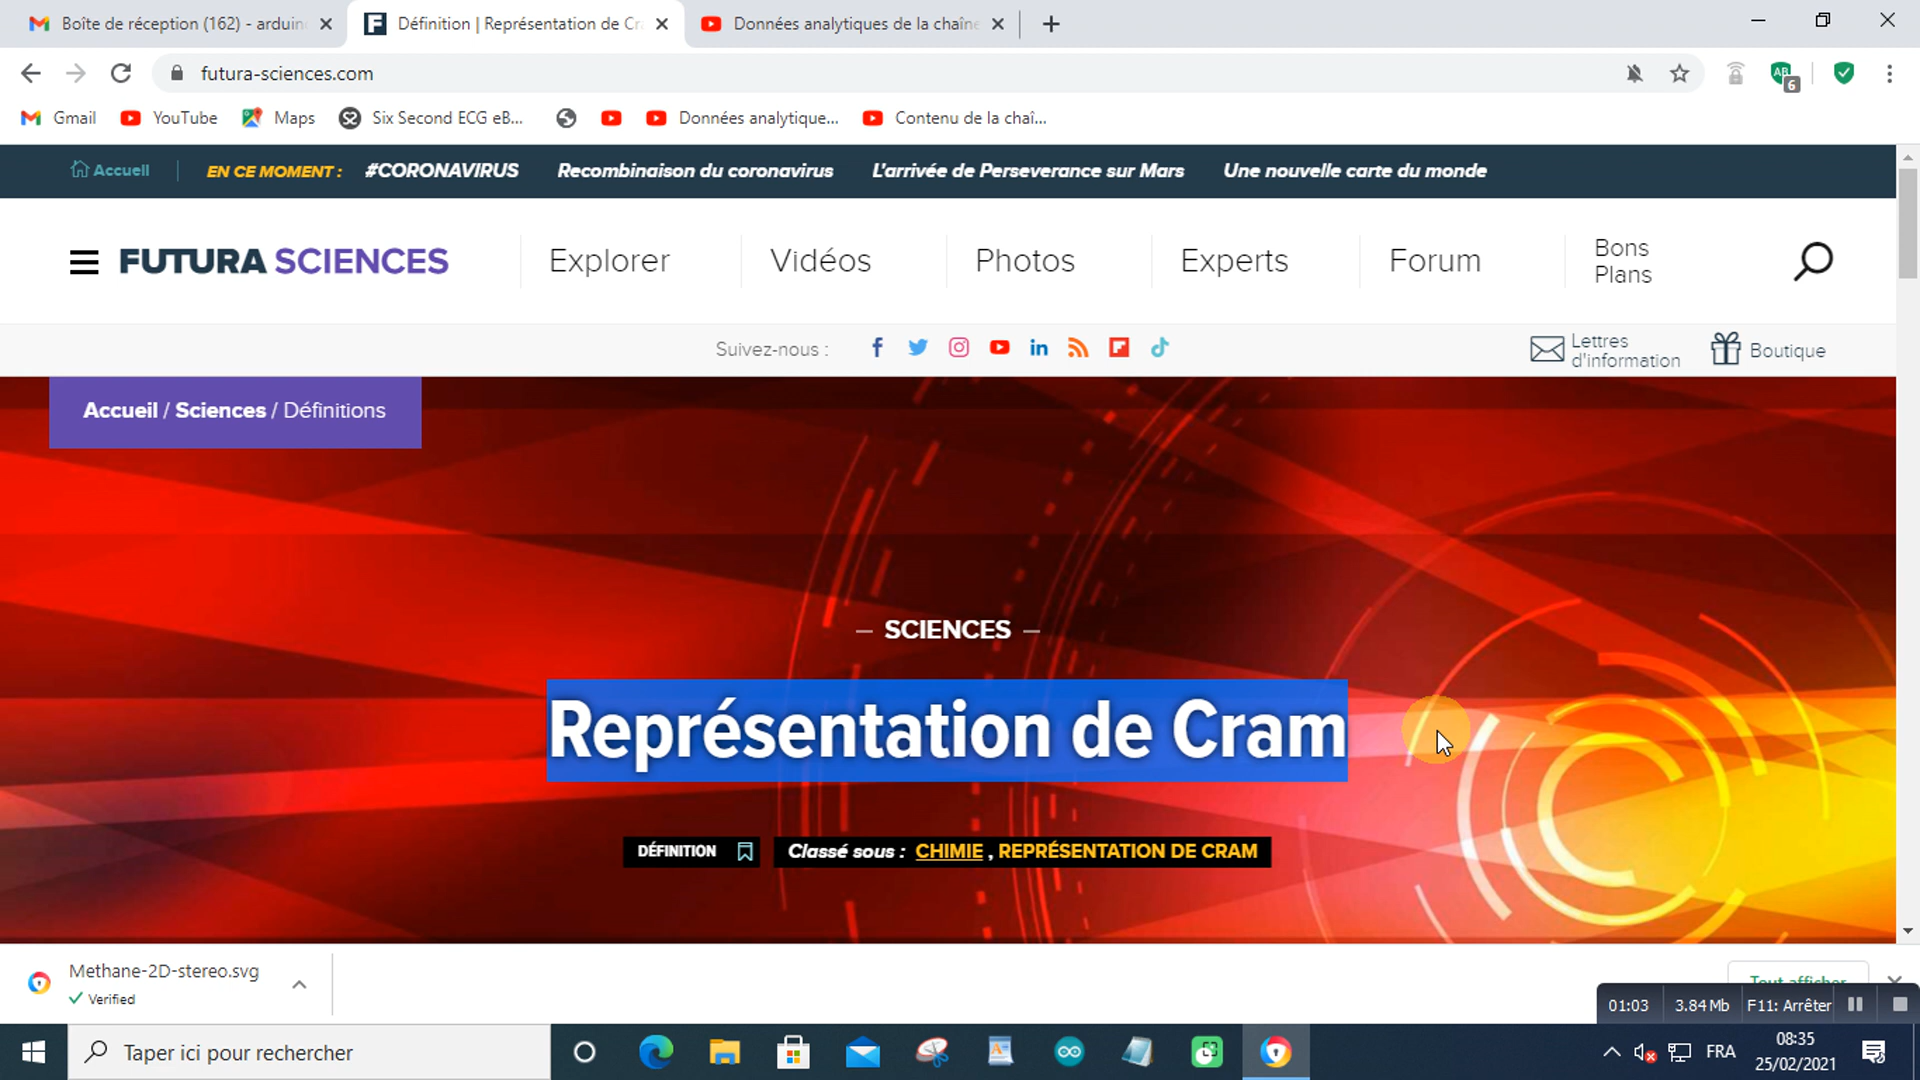 Boîte de réception (162) - arduin
Définition | Représentation de Cr
Données analytiques de la chaîne
futura-sciences.com
AB
6
Gmail
YouTube
Maps
Six Second ECG eB...
Données analytique...
Contenu de la chaî...
Accueil
EN CE MOMENT :
#CORONAVIRUS
Recombinaison du coronavirus
L'arrivée de Perseverance sur Mars
Une nouvelle carte du monde
FUTURA SCIENCES
Explorer
Vidéos
Photos
Experts
Forum
Bons
Plans
Suivez-nous :
Lettres
d'information
Boutique
Accueil / Sciences / Définitions
— SCIENCES —
Représentation de Cram
DÉFINITION
Classé sous : CHIMIE , REPRÉSENTATION DE CRAM
Methane-2D-stereo.svg
Verified
Tout afficher
01:03
3.84 Mb
F11: Arrêter
Taper ici pour rechercher
FRA
08:35
25/02/2021